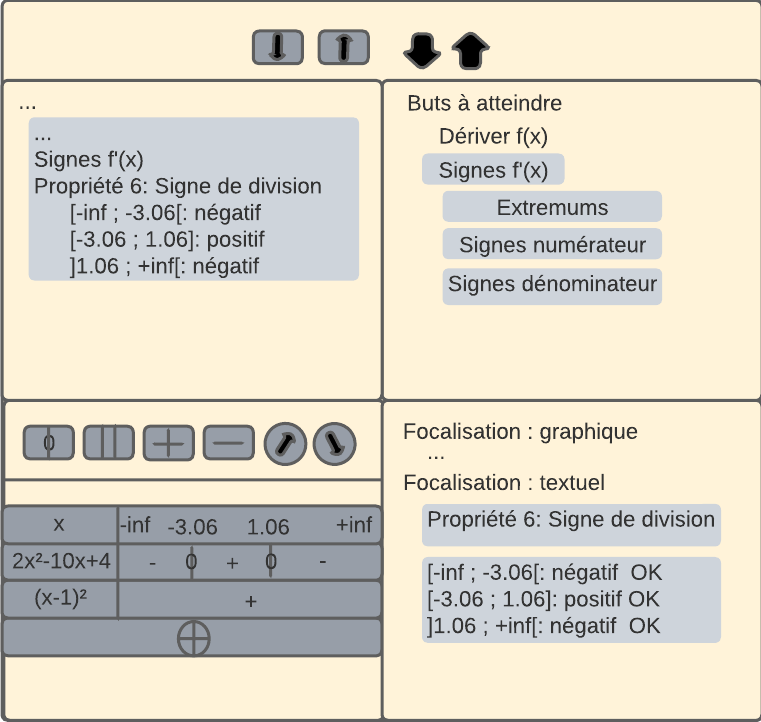 ...
...
Signes f'(x)
Propriété 6: Signe de division
[-inf ; -3.06[: négatif
[-3.06 ; 1.06]: positif
]1.06 ; +inf[: négatif
Buts à atteindre
Dériver f(x)
Signes f'(x)
Extremums
Signes numérateur
Signes dénominateur
0
x -inf -3.06 1.06 +inf
2x²-10x+4 - 0 + 0 -
(x-1)² +
Focalisation : graphique
...
Focalisation : textuel
Propriété 6: Signe de division
[-inf ; -3.06[: négatif OK
[-3.06 ; 1.06]: positif OK
]1.06 ; +inf[: négatif OK